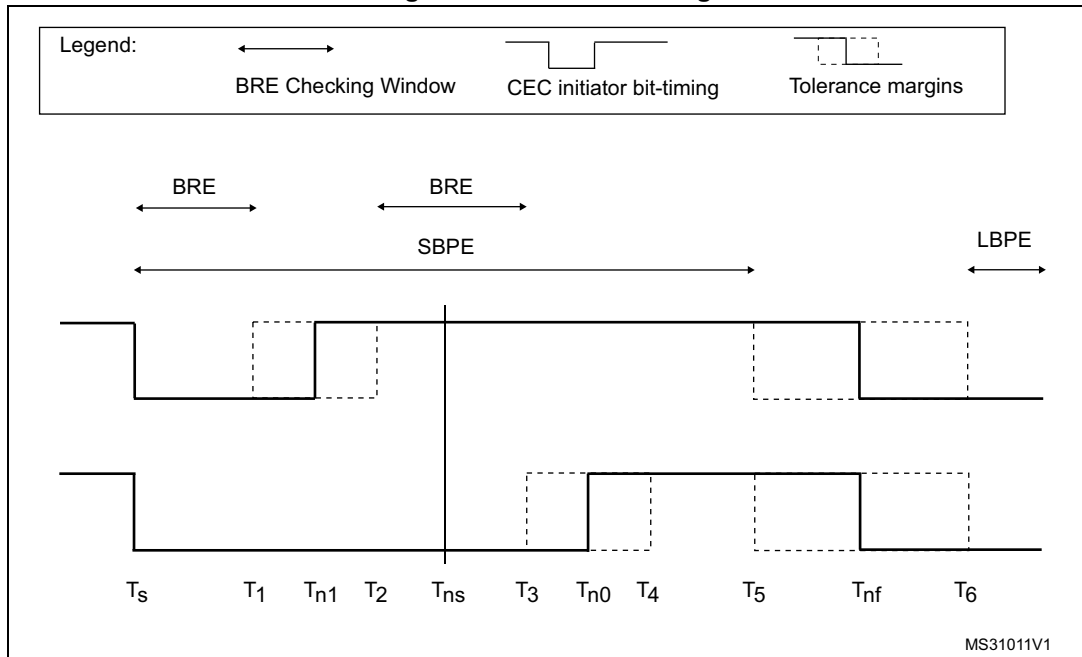 Legend:
BRE Checking Window
CEC initiator bit-timing
Tolerance margins
BRE
BRE
SBPE
LBPE
Ts T1 Tn1 T2 Tns T3 Tn0 T4 T5 Tnf T6
MS31011V1